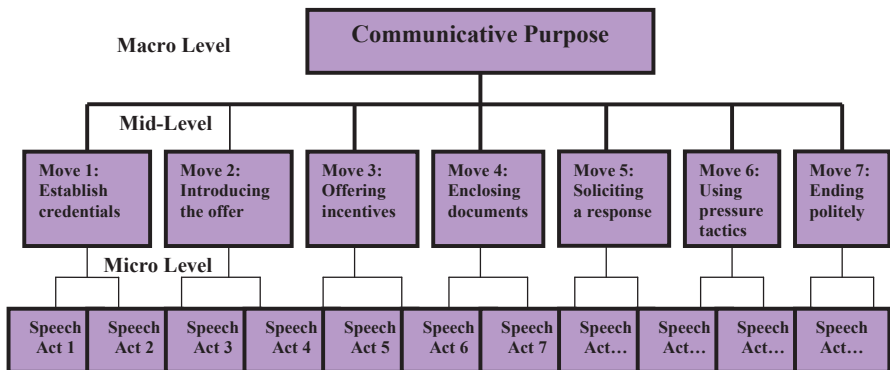 Communicative Purpose
Macro Level
Mid-Level
Move 1:
Establish
credentials
Move 2:
Introducing
the offer
Move 3:
Offering
incentives
Move 4:
Enclosing
documents
Move 5:
Soliciting
a response
Move 6:
Using
pressure
tactics
Move 7:
Ending
politely
Micro Level
Speech
Act 1
Speech
Act 2
Speech
Act 3
Speech
Act 4
Speech
Act 5
Speech
Act 6
Speech
Act 7
Speech
Act…
Speech
Act…
Speech
Act…
Speech
Act…